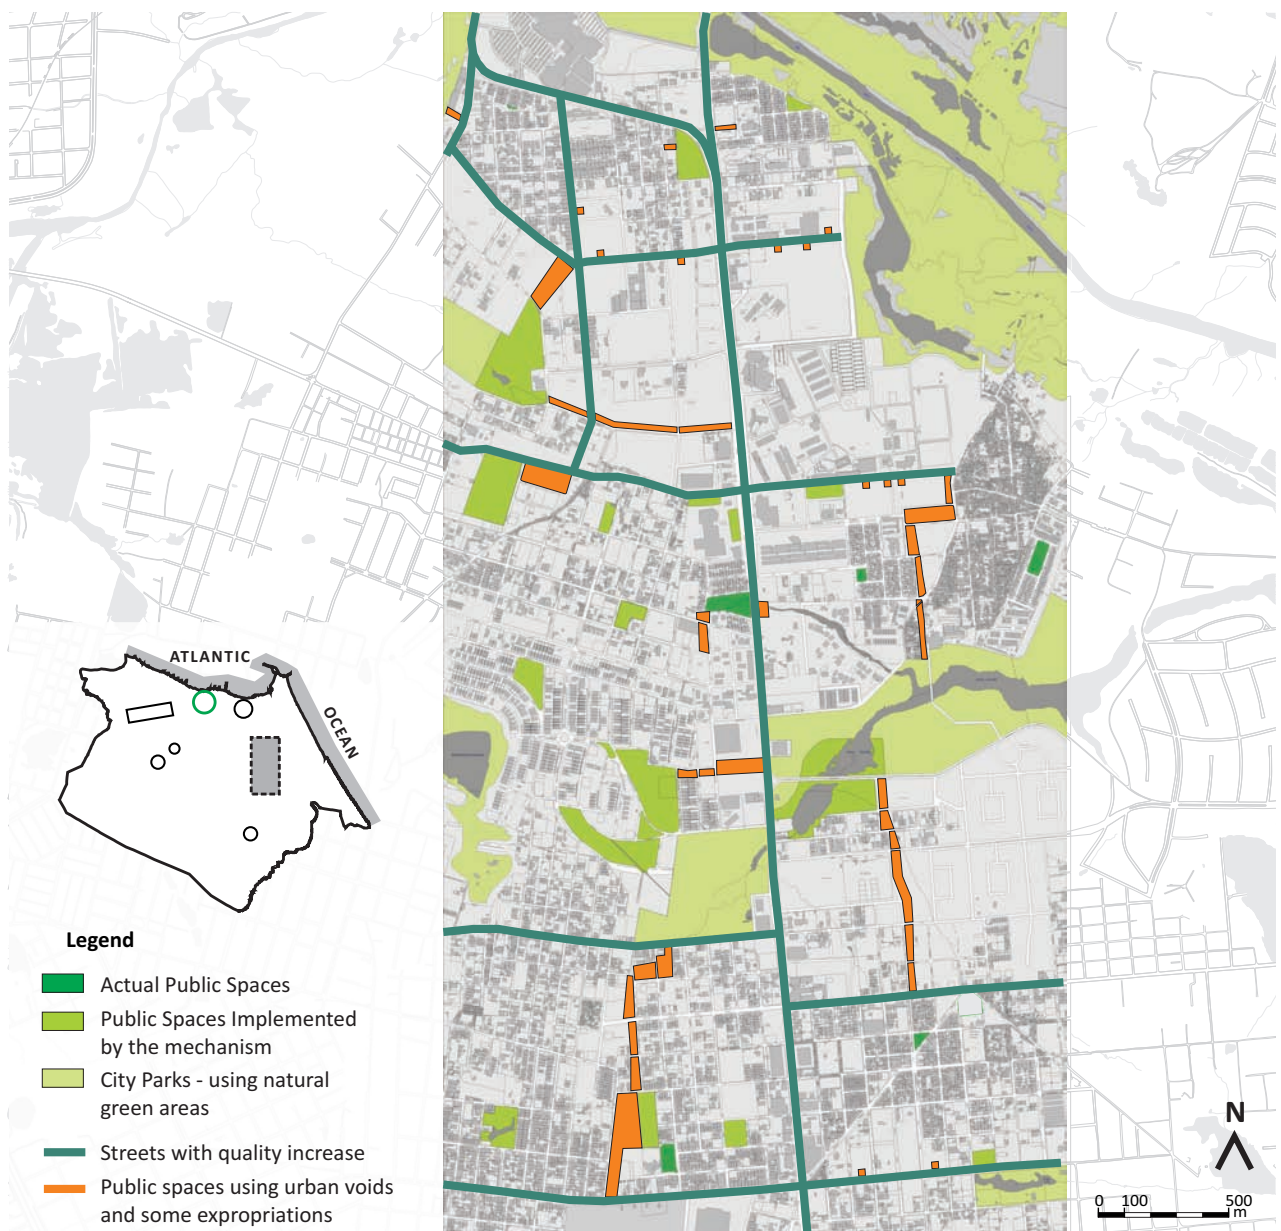 ATLANTIC
OCEAN
Legend
Actual Public Spaces
Public Spaces Implemented
by the mechanism
City Parks - using natural
green areas
Streets with quality increase
Public spaces using urban voids
and some expropriations
N
0 100 500
m